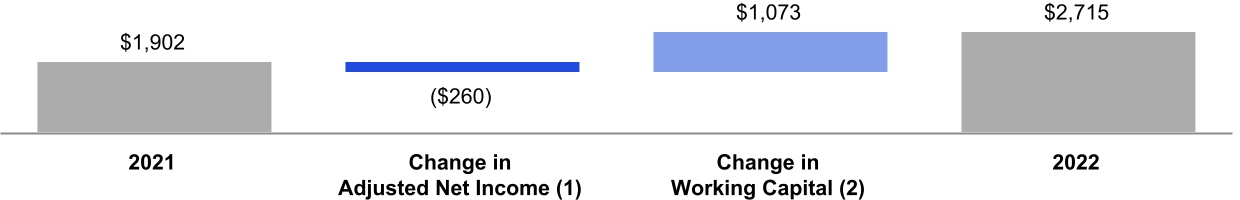 $1,902
($260)
$1,073
$2,715
2021
Change in
Adjusted Net Income (1)
Change in
Working Capital (2)
2022